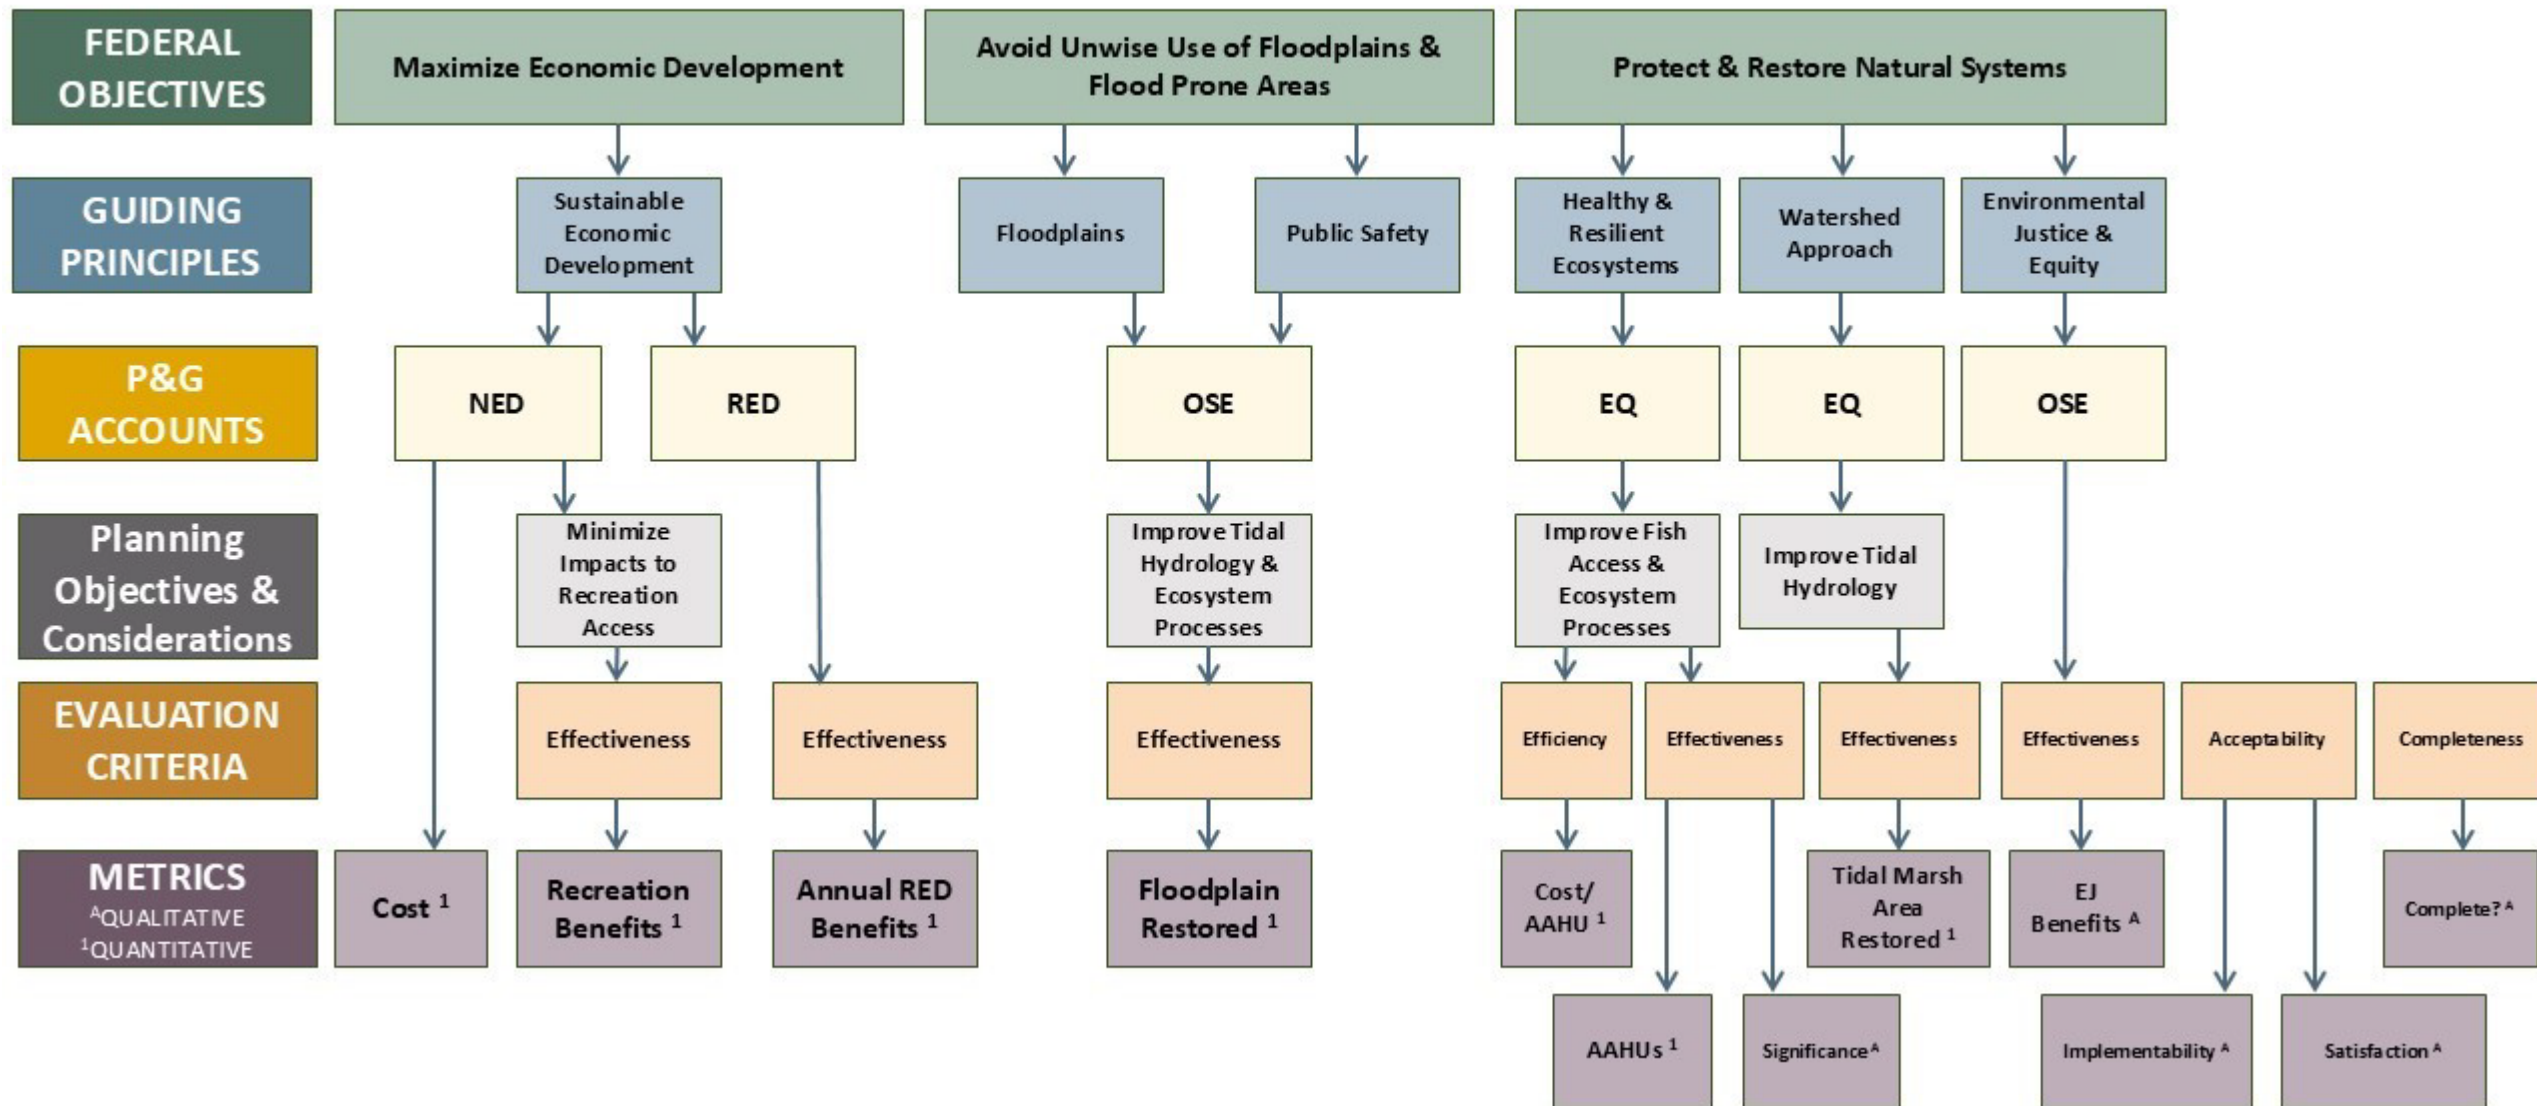 FEDERAL
OBJECTIVES
Maximize Economic Development
Avoid Unwise Use of Floodplains &
Flood Prone Areas
Protect & Restore Natural Systems
GUIDING
PRINCIPLES
Sustainable
Economic
Development
Floodplains
Public Safety
Healthy &
Resilient
Ecosystems
Watershed
Approach
Environmental
Justice &
Equity
P&G
ACCOUNTS
NED
RED
OSE
EQ
EQ
OSE
Planning
Objectives &
Considerations
Minimize
Impacts to
Recreation
Access
Improve Tidal
Hydrology &
Ecosystem
Processes
Improve Fish
Access &
Ecosystem
Processes
Improve Tidal
Hydrology
EVALUATION
CRITERIA
Effectiveness
Effectiveness
Effectiveness
Efficiency
Effectiveness
Effectiveness
Effectiveness
Acceptability
Completeness
METRICS
ᴬQUALITATIVE
¹QUANTITATIVE
Cost ¹
Recreation
Benefits ¹
Annual RED
Benefits ¹
Floodplain
Restored ¹
Cost/
AAHU ¹
Tidal Marsh
Area
Restored ¹
EJ
Benefits ᴬ
Complete? ᴬ
AAHUs ¹
Significance ᴬ
Implementability ᴬ
Satisfaction ᴬ